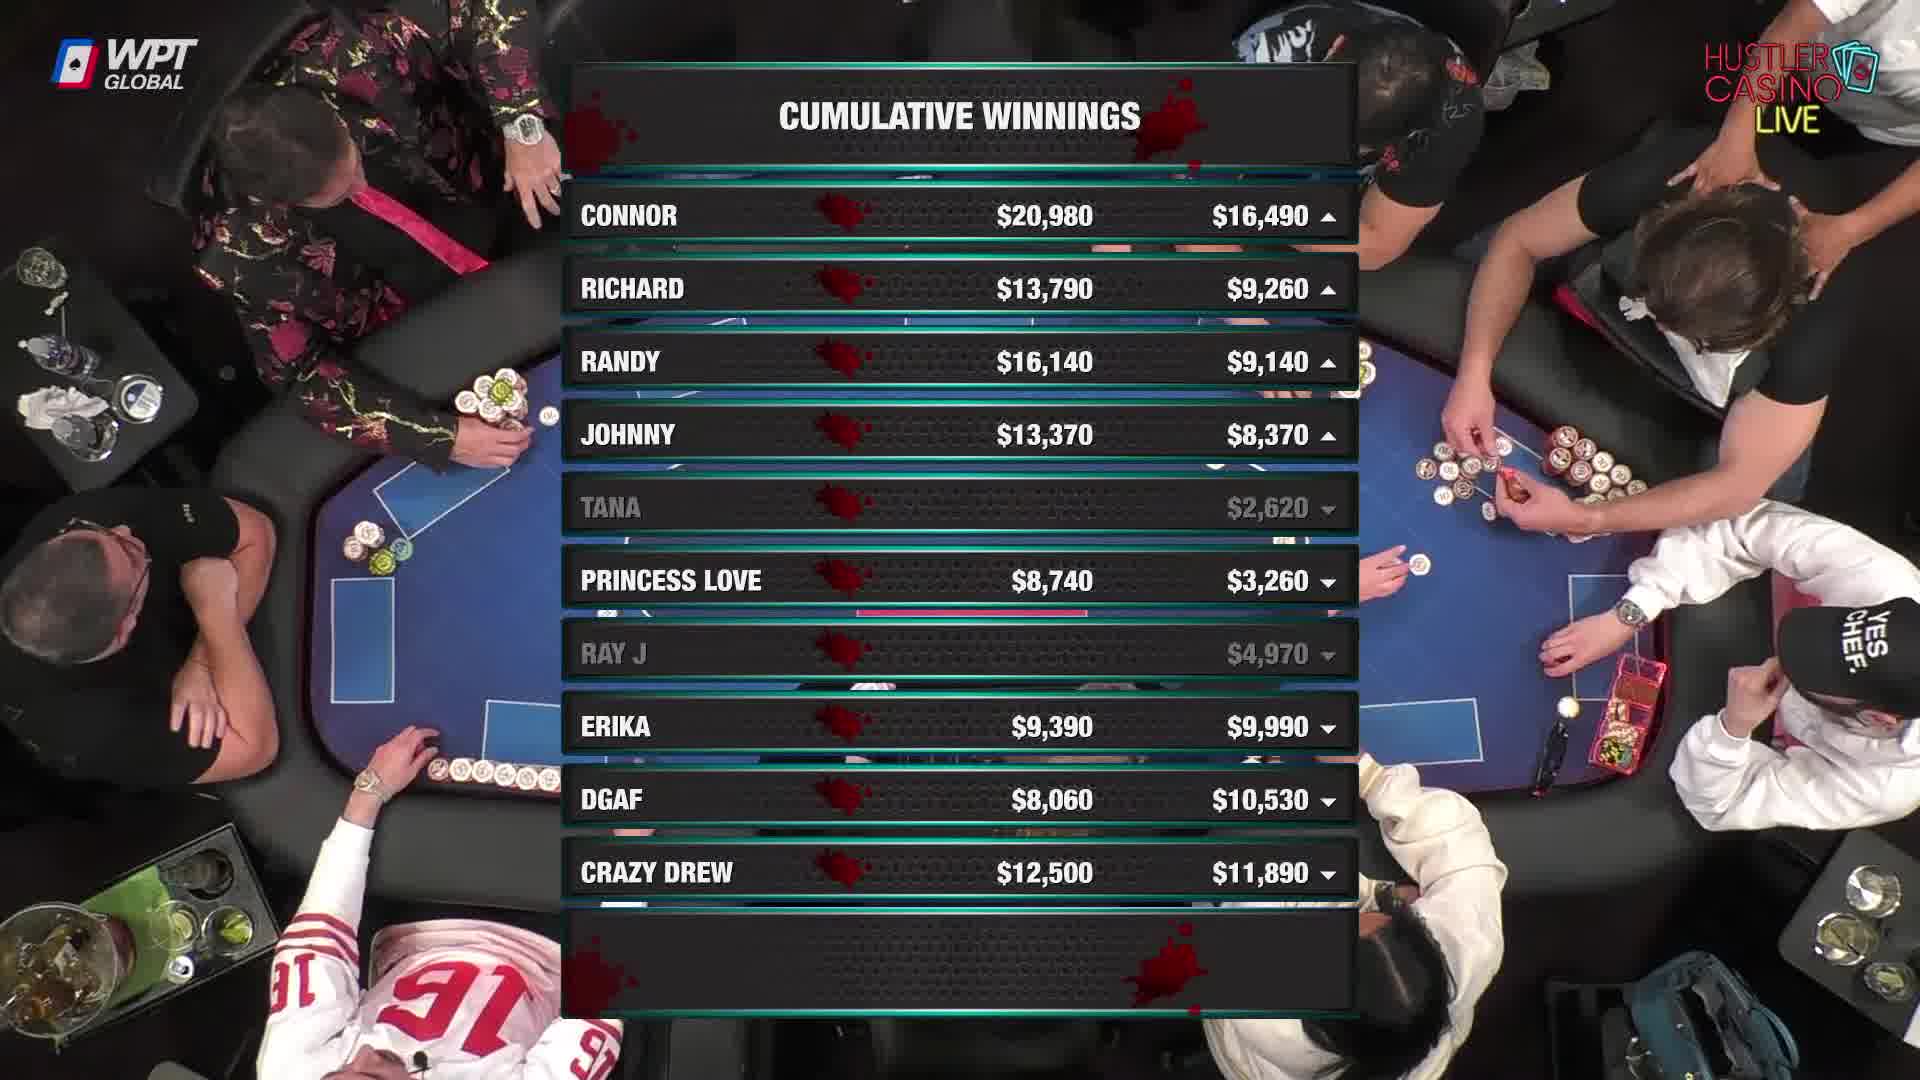 WPT
GLOBAL
HUSTLER
CASINO
LIVE
CUMULATIVE WINNINGS
CONNOR $20,980 $16,490
RICHARD $13,790 $9,260
RANDY $16,140 $9,140
JOHNNY $13,370 $8,370
TANA $2,620
PRINCESS LOVE $8,740 $3,260
RAY J $4,970
ERIKA $9,390 $9,990
DGAF $8,060 $10,530
CRAZY DREW $12,500 $11,890
YES
CHEF.
16
16
16